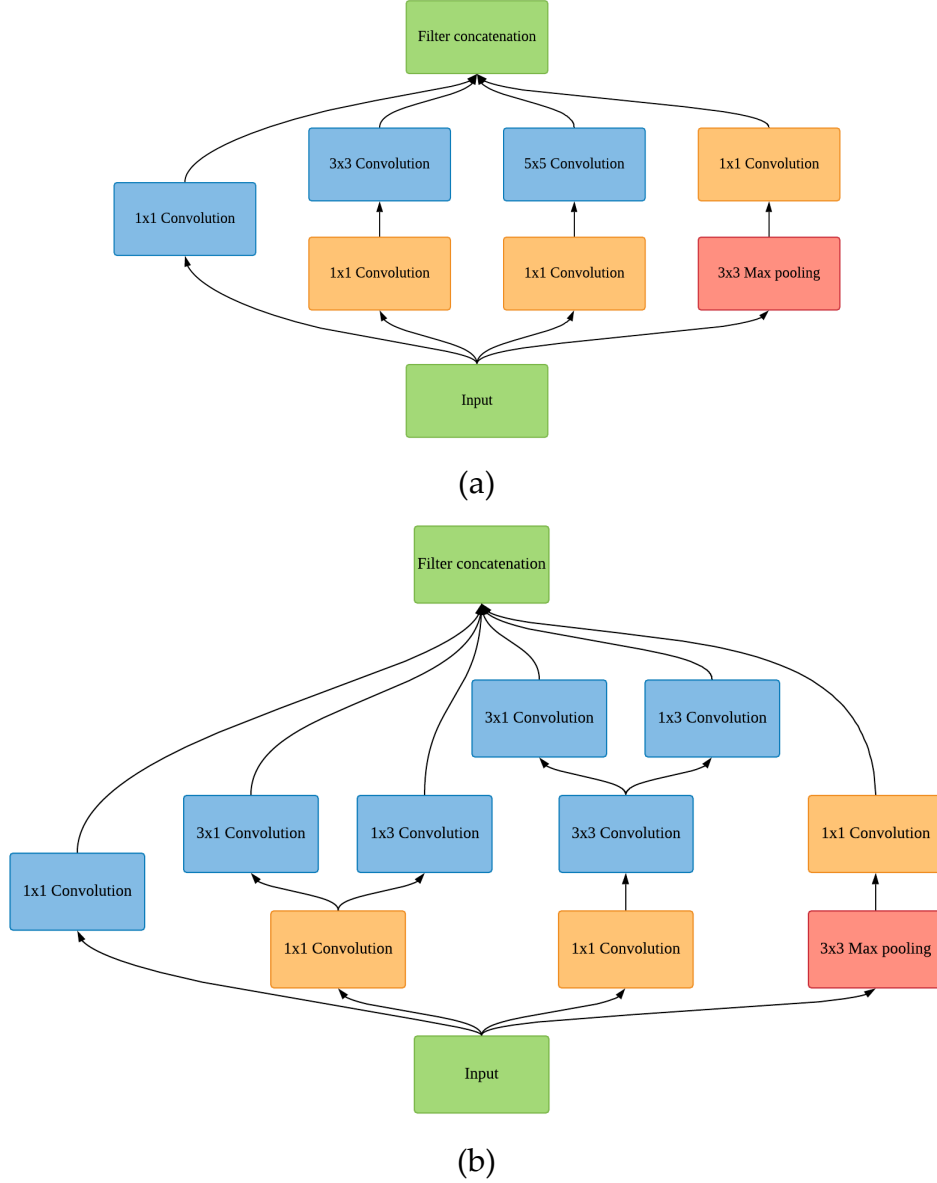 Filter concatenation
3x3 Convolution
5x5 Convolution
1x1 Convolution
1x1 Convolution
1x1 Convolution
1x1 Convolution
3x3 Max pooling
Input
(a)
Filter concatenation
3x1 Convolution
1x3 Convolution
3x1 Convolution
1x3 Convolution
3x3 Convolution
1x1 Convolution
1x1 Convolution
1x1 Convolution
1x1 Convolution
3x3 Max pooling
Input
(b)